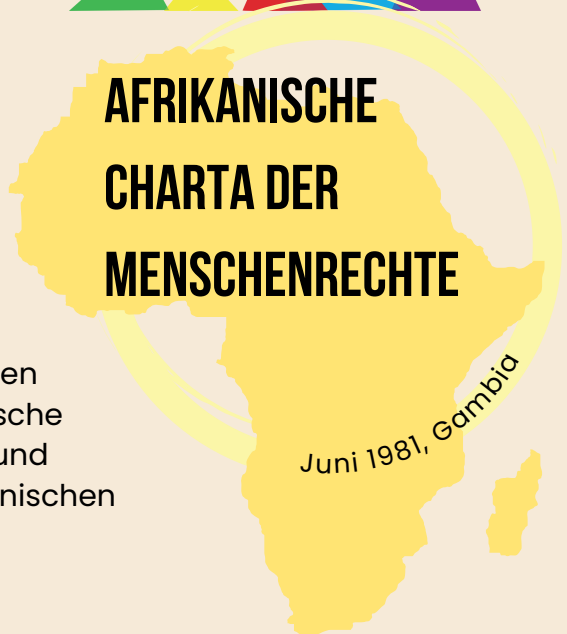 AFRIKANISCHE
CHARTA DER
MENSCHENRECHTE
Juni 1981, Gambia
en
sche
und
nischen